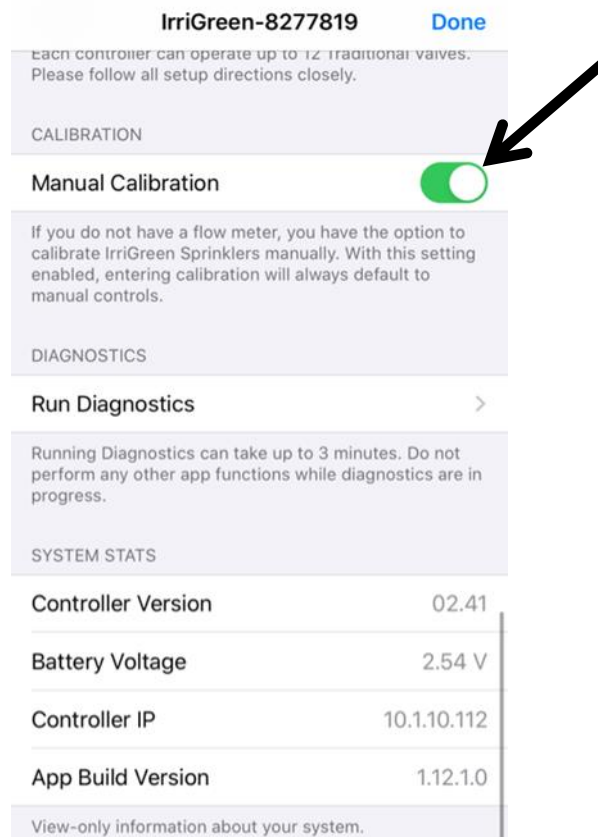 IrriGreen-8277819 Done
Each controller can operate up to 12 Traditional Valves.
Please follow all setup directions closely.
CALIBRATION
Manual Calibration
If you do not have a flow meter, you have the option to
calibrate IrriGreen Sprinklers manually. With this setting
enabled, entering calibration will always default to
manual controls.
DIAGNOSTICS
Run Diagnostics
Running Diagnostics can take up to 3 minutes. Do not
perform any other app functions while diagnostics are in
progress.
SYSTEM STATS
Controller Version 02.41
Battery Voltage 2.54 V
Controller IP 10.1.10.112
App Build Version 1.12.1.0
View-only information about your system.